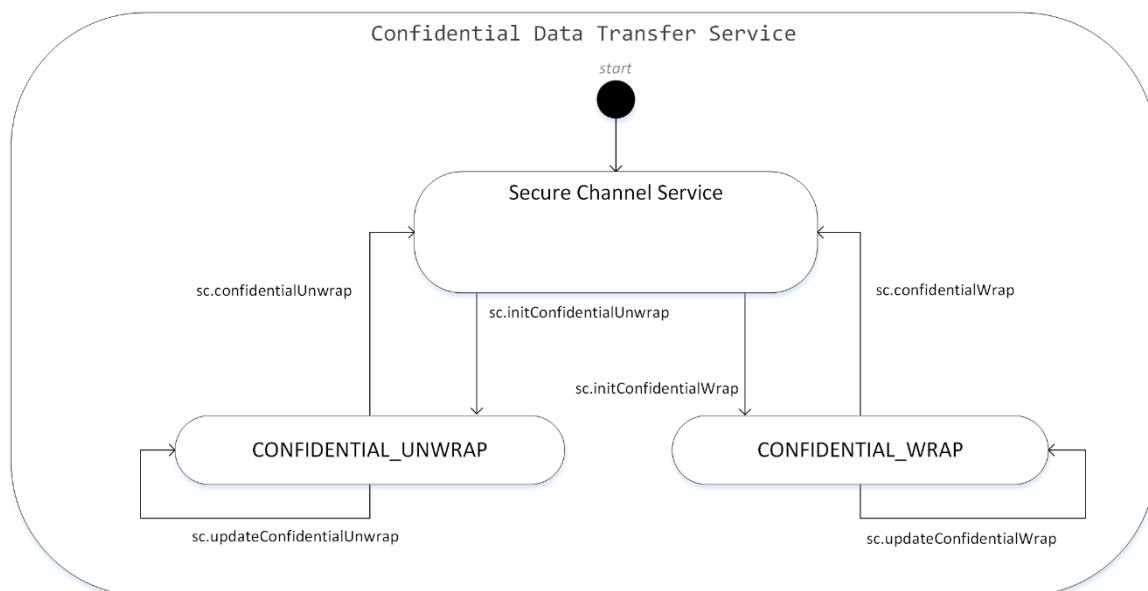 Confidential Data Transfer Service
start
Secure Channel Service
sc.confidentialUnwrap
sc.confidentialWrap
sc.initConfidentialUnwrap
sc.initConfidentialWrap
CONFIDENTIAL_UNWRAP
CONFIDENTIAL_WRAP
sc.updateConfidentialUnwrap
sc.updateConfidentialWrap